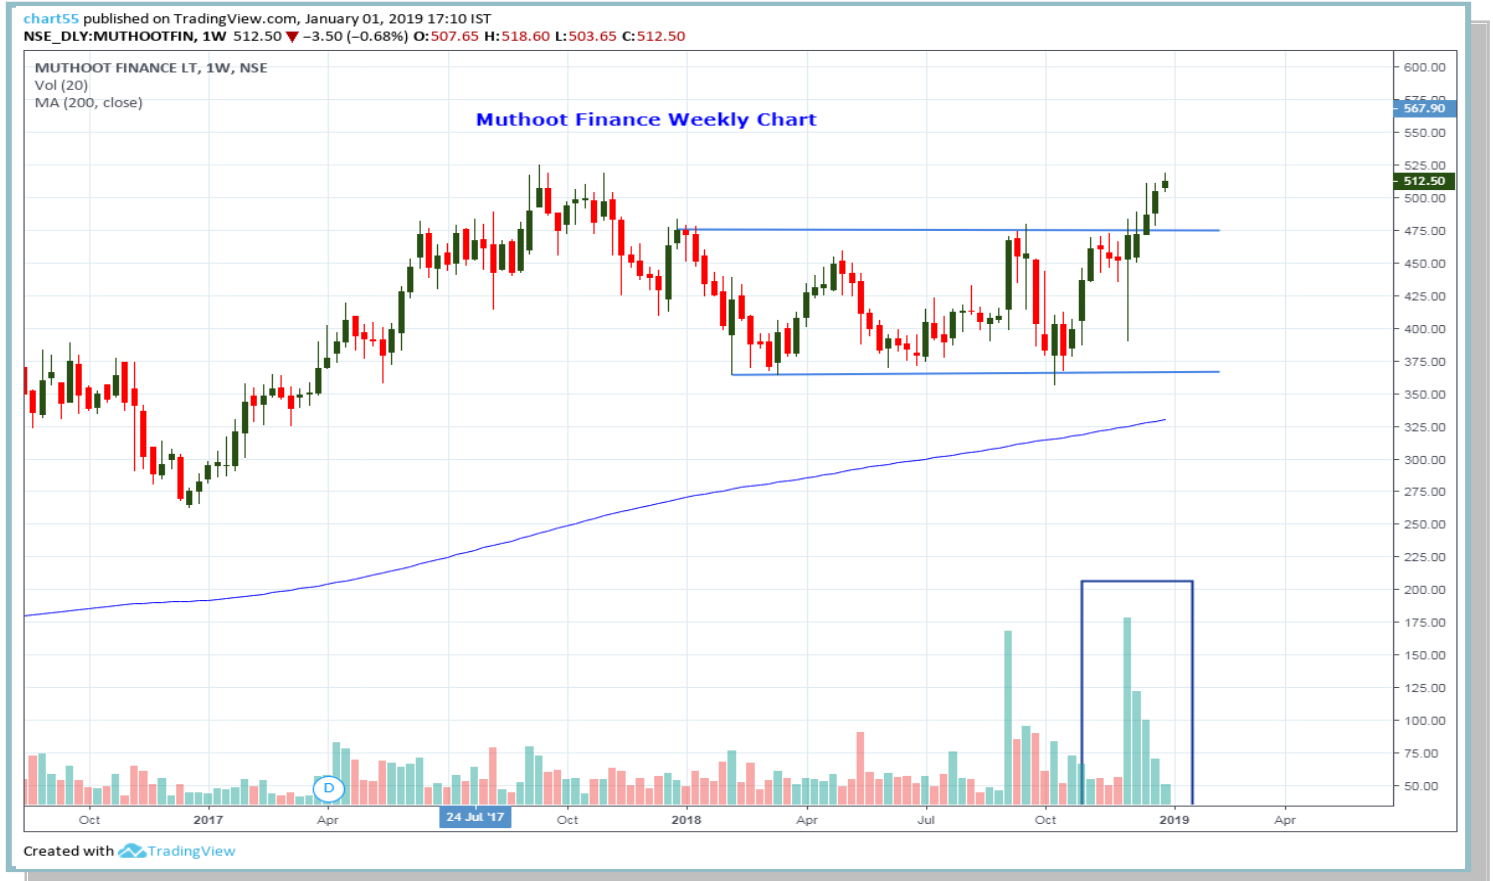 chart55 published on TradingView.com, January 01, 2019 17:10 IST
NSE_DLY:MUTHOOTFIN, 1W 512.50 ▼ −3.50 (−0.68%) O:507.65 H:518.60 L:503.65 C:512.50
MUTHOOT FINANCE LT, 1W, NSE
Vol (20)
MA (200, close)
Muthoot Finance Weekly Chart
600.00
575.00
567.90
550.00
525.00
512.50
500.00
475.00
450.00
425.00
400.00
375.00
350.00
325.00
300.00
275.00
250.00
225.00
200.00
175.00
150.00
125.00
100.00
75.00
50.00
D
Oct 2017 Apr 24 Jul '17 Oct 2018 Apr Jul Oct 2019 Apr
Created with TradingView